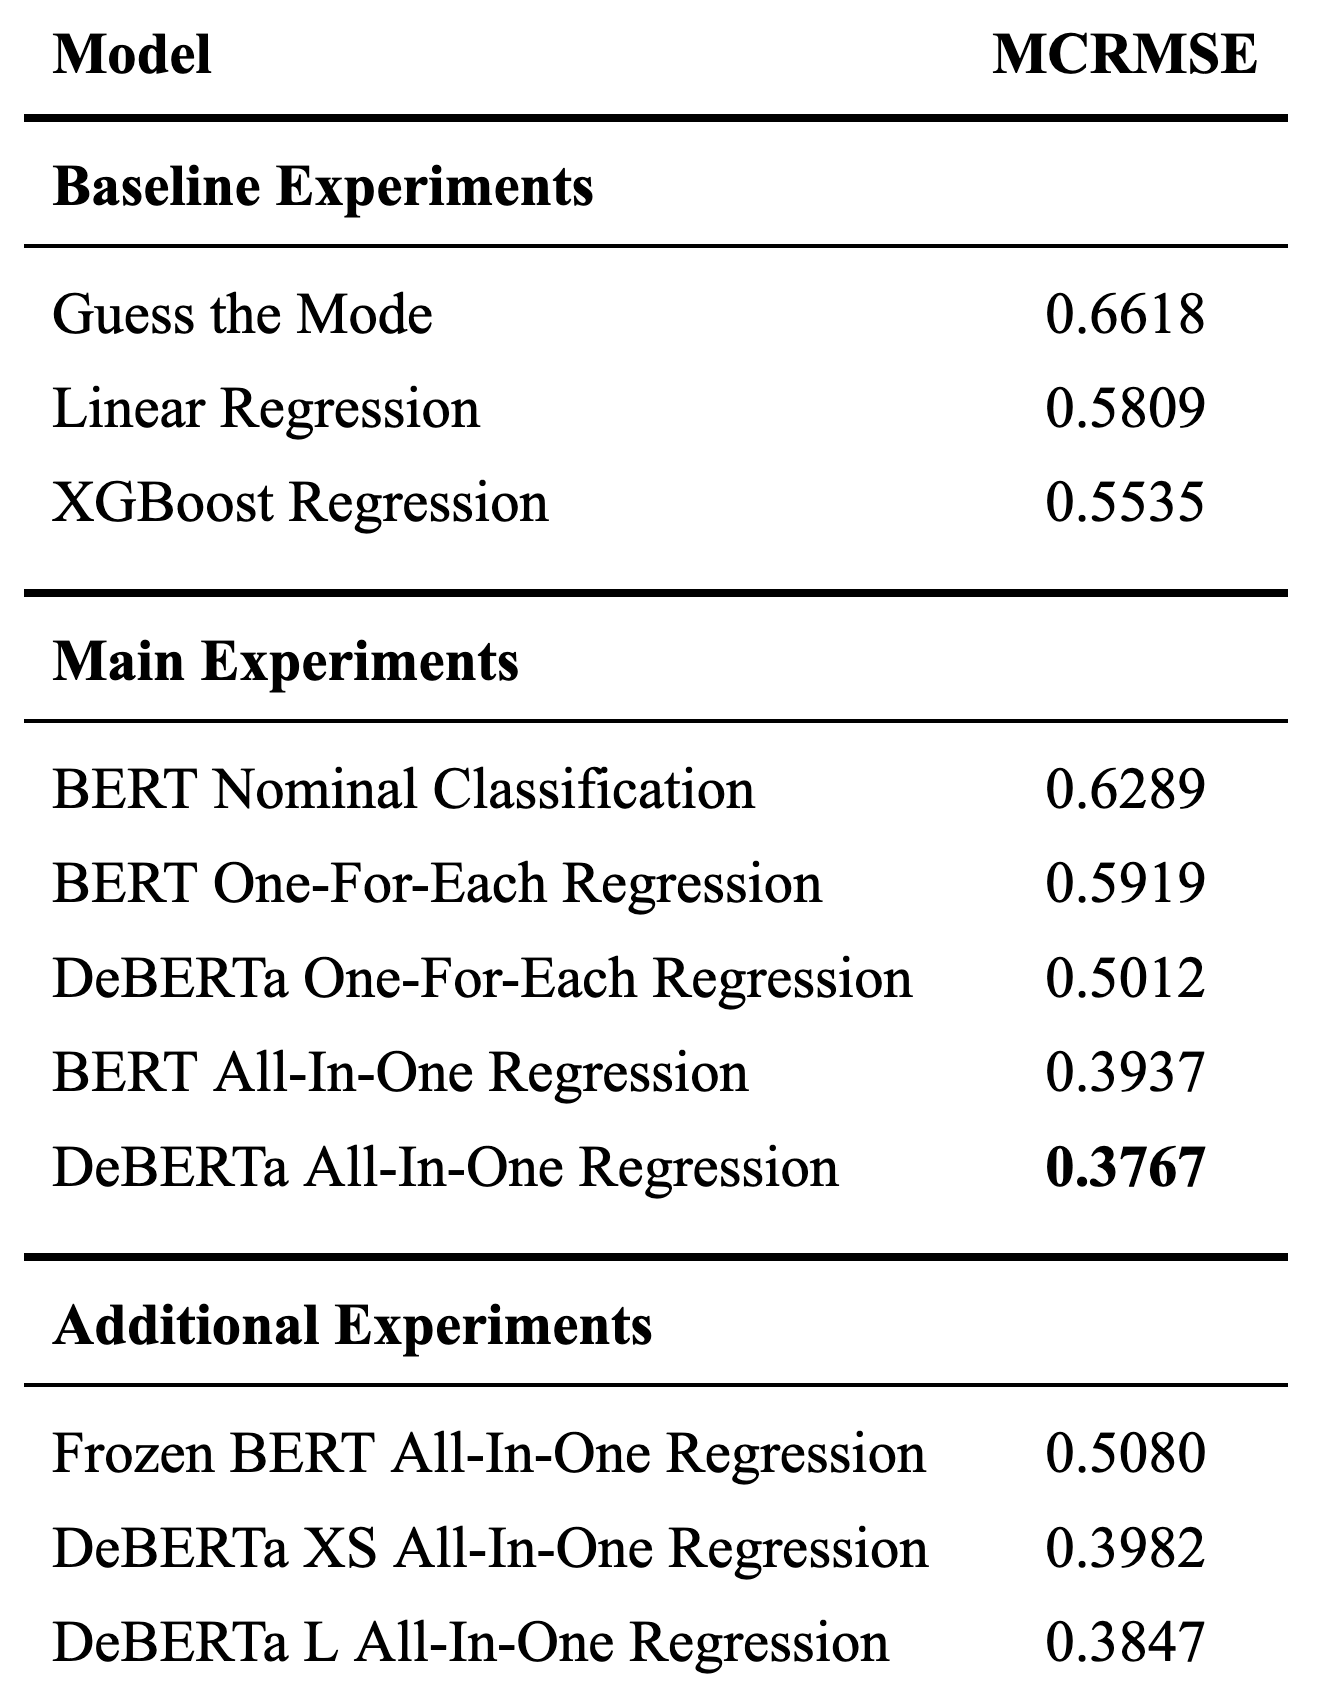 Model MCRMSE
Baseline Experiments
Guess the Mode 0.6618
Linear Regression 0.5809
XGBoost Regression 0.5535
Main Experiments
BERT Nominal Classification 0.6289
BERT One-For-Each Regression 0.5919
DeBERTa One-For-Each Regression 0.5012
BERT All-In-One Regression 0.3937
DeBERTa All-In-One Regression 0.3767
Additional Experiments
Frozen BERT All-In-One Regression 0.5080
DeBERTa XS All-In-One Regression 0.3982
DeBERTa L All-In-One Regression 0.3847